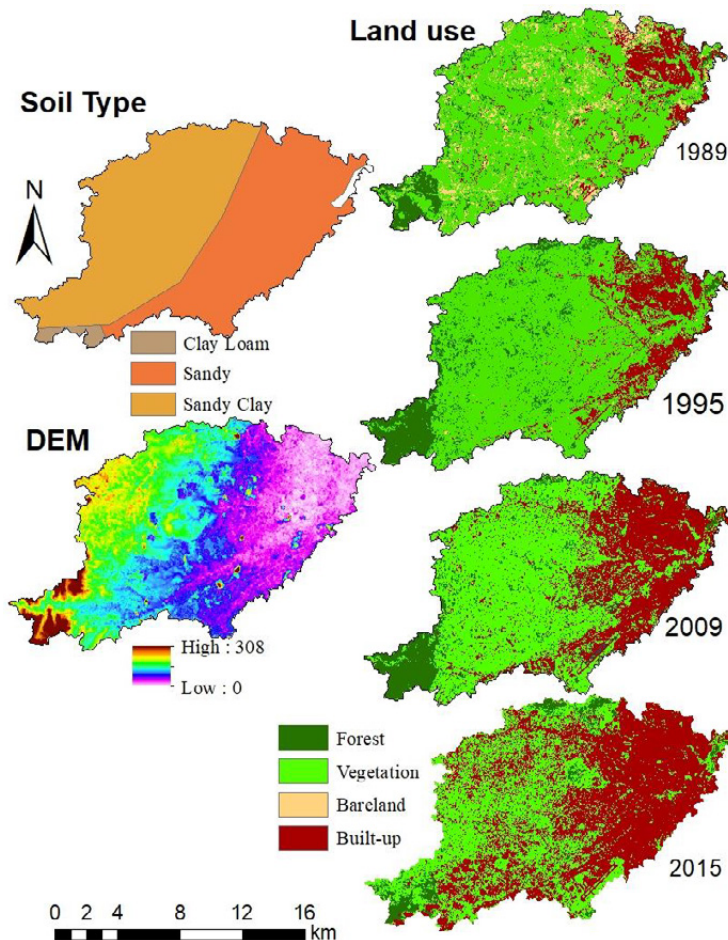 Land use
Soil Type
1989
N
Clay Loam
Sandy
Sandy Clay
1995
DEM
High : 308
Low : 0
2009
Forest
Vegetation
Bareland
Built-up
2015
0 2 4 8 12 16
km